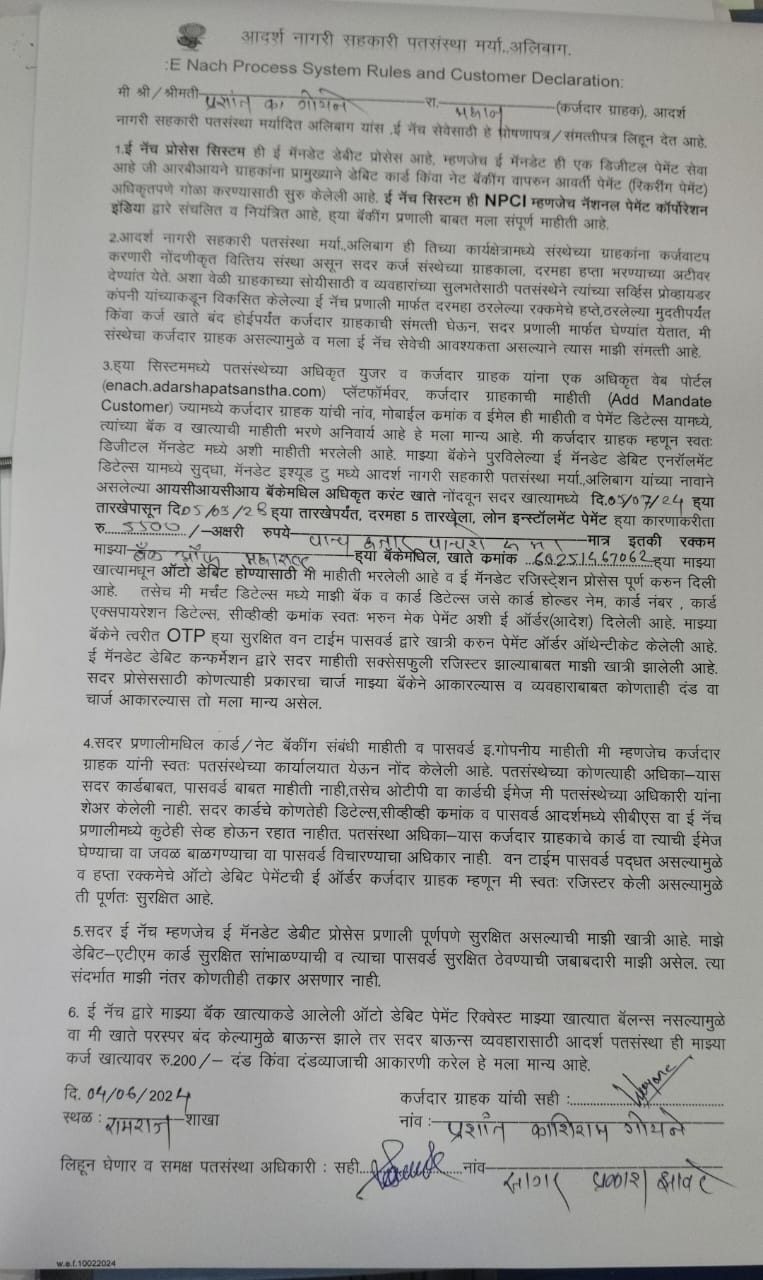 आदर्श नागरी सहकारी पतसंस्था मर्या.,अलिबाग.
:E Nach Process System Rules and Customer Declaration:
मी श्री/श्रीमती प्रशांत का गोयने रा. (कर्जदार ग्राहक), आदर्श
नागरी सहकारी पतसंस्था मर्यादित अलिबाग यांस ,ई नॅच सेवेसाठी हे घोषणापत्र/संमत्तीपत्र लिहून देत आहे.
1.ई नॅच प्रोसेस सिस्टम ही ई मॅनडेट डेबीट प्रोसेस आहे, म्हणजेच ई मॅनडेट ही एक डिजिटल पेमेंट सेवा
आहे जी आरबीआयने ग्राहकांना प्रामुख्याने डेबिट कार्ड किंवा नेट बॅकींग वापरुन आवर्ती पेमेंट (रिकरींग पेमेंट)
अधिकृतपणे गोळा करण्यासाठी सुरु केलेली आहे. ई नॅच सिस्टम ही NPCI म्हणजेच नॅशनल पेमेंट कॉर्पोरेशन
इंडिया द्वारे संचलित व नियंत्रित आहे, ह्या बॅकींग प्रणाली बाबत मला संपूर्ण माहीती आहे.
2.आदर्श नागरी सहकारी पतसंस्था मर्या.,अलिबाग ही तिच्या कार्यक्षेत्रामध्ये संस्थेच्या ग्राहकांना कर्जवाटप
करणारी नोंदणीकृत वित्तिय संस्था असून सदर कर्ज संस्थेच्या ग्राहकाला, दरमहा हप्ता भरण्याच्या अटीवर
देण्यांत येते. अशा वेळी ग्राहकाच्या सोयीसाठी व व्यवहारांच्या सुलभतेसाठी पतसंस्थेने त्यांच्या सर्व्हिस प्रोव्हायडर
कंपनी यांच्याकडून विकसित केलेल्या ई नॅच प्रणाली मार्फत दरमहा ठरलेल्या रक्कमेचे हप्ते,ठरलेल्या मुदतीपर्यंत
किंवा कर्ज खाते बंद होईपर्यंत कर्जदार ग्राहकाची संमत्ती घेऊन, सदर प्रणाली मार्फत घेण्यांत येतात, मी
संस्थेचा कर्जदार ग्राहक असल्यामुळे व मला ई नॅच सेवेची आवश्यकता असल्याने त्यास माझी संमत्ती आहे.
3.ह्या सिस्टममध्ये पतसंस्थेच्या अधिकृत युजर व कर्जदार ग्राहक यांना एक अधिकृत वेब पोर्टल
(enach.adarshapatsanstha.com) प्लॅटफॉर्मवर, कर्जदार ग्राहकाची माहीती (Add Mandate
Customer) ज्यामध्ये कर्जदार ग्राहक यांची नांव, मोबाईल कमांक व ईमेल ही माहीती व पेमेंट डिटेल्स यामध्ये,
त्यांच्या बॅक व खात्याची माहीती भरणे अनिवार्य आहे हे मला मान्य आहे. मी कर्जदार ग्राहक म्हणून स्वतः
डिजीटल मॅनडेट मध्ये अशी माहीती भरलेली आहे. माझ्या बॅकेने पुरविलेल्या ई मॅनडेट डेबिट एनरॉलमेंट
डिटेल्स यामध्ये सुद्धा, मॅनडेट इश्यूड टु मध्ये आदर्श नागरी सहकारी पतसंस्था मर्या.,अलिबाग यांच्या नावाने
असलेल्या आयसीआयसीआय बॅकेमधिल अधिकृत करंट खाते नोंदवून सदर खात्यामध्ये दि.05/07/24 ह्या
तारखेपासून दि05/03/28 ह्या तारखेपर्यंत, दरमहा 5 तारखेला, लोन इन्स्टॉलमेंट पेमेंट ह्या कारणाकरीता
रु 5500 /-अक्षरी रुपये पाच हजार पाचशे मात्र इतकी रक्कम
माझ्या बँक ऑफ महाराष्ट्र ह्या बॅकेमधिल, खाते कमांक 60251467062 ह्या माझ्या
खात्यामधून ऑटो डेबिट होण्यासाठी मी माहीती भरलेली आहे व ई मॅनडेट रजिस्ट्रेशन प्रोसेस पूर्ण करुन दिली
आहे. तसेच मी मर्चंट डिटेल्स मध्ये माझी बॅक व कार्ड डिटेल्स जसे कार्ड होल्डर नेम, कार्ड नंबर , कार्ड
एक्सपायरेशन डिटेल्स, सीव्हीव्ही कमांक स्वतः भरुन मेक पेमेंट अशी ई ऑर्डर(आदेश) दिलेली आहे. माझ्या
बॅकेने त्वरीत OTP ह्या सुरक्षित वन टाईम पासवर्ड द्वारे खात्री करुन पेमेंट ऑर्डर ऑथेन्टीकेट केलेली आहे.
ई मॅनडेट डेबिट कन्फर्मेशन द्वारे सदर माहीती सक्सेसफुली रजिस्टर झाल्याबाबत माझी खात्री झालेली आहे.
सदर प्रोसेससाठी कोणत्याही प्रकारचा चार्ज माझ्या बॅकेने आकारल्यास व व्यवहाराबाबत कोणताही दंड वा
चार्ज आकारल्यास तो मला मान्य असेल.
4.सदर प्रणालीमधिल कार्ड/नेट बॅकींग संबंधी माहीती व पासवर्ड इ.गोपनीय माहीती मी म्हणजेच कर्जदार
ग्राहक यांनी स्वतः पतसंस्थेच्या कार्यालयात येऊन नोंद केलेली आहे. पतसंस्थेच्या कोणत्याही अधिका–यास
सदर कार्डबाबत, पासवर्ड बाबत माहीती नाही,तसेच ओटीपी वा कार्डची ईमेज मी पतसंस्थेच्या अधिकारी यांना
शेअर केलेली नाही. सदर कार्डचे कोणतेही डिटेल्स,सीव्हीव्ही कमांक व पासवर्ड आदर्शमध्ये सीबीएस वा ई नॅच
प्रणालीमध्ये कुठेही सेव्ह होऊन रहात नाहीत. पतसंस्था अधिका–यास कर्जदार ग्राहकाचे कार्ड वा त्याची ईमेज
घेण्याचा वा जवळ बाळगण्याचा वा पासवर्ड विचारण्याचा अधिकार नाही. वन टाईम पासवर्ड पद्धत असल्यामुळे
व हप्ता रक्कमेचे ऑटो डेबिट पेमेंटची ई ऑर्डर कर्जदार ग्राहक म्हणून मी स्वतः रजिस्टर केली असल्यामुळे
ती पूर्णतः सुरक्षित आहे.
5.सदर ई नॅच म्हणजेच ई मॅनडेट डेबीट प्रोसेस प्रणाली पूर्णपणे सुरक्षित असल्याची माझी खात्री आहे. माझे
डेबिट–एटीएम कार्ड सुरक्षित सांभाळण्याची व त्याचा पासवर्ड सुरक्षित ठेवण्याची जबाबदारी माझी असेल. त्या
संदर्भात माझी नंतर कोणतीही तकार असणार नाही.
6. ई नॅच द्वारे माझ्या बॅक खात्याकडे आलेली ऑटो डेबिट पेमेंट रिक्वेस्ट माझ्या खात्यात बॅलन्स नसल्यामुळे
वा मी खाते परस्पर बंद केल्यामुळे बाऊन्स झाले तर सदर बाऊन्स व्यवहारासाठी आदर्श पतसंस्था ही माझ्या
कर्ज खात्यावर रु.200/– दंड किंवा दंडव्याजाची आकारणी करेल हे मला मान्य आहे.
दि. 04/06/2024 कर्जदार ग्राहक यांची सही :
स्थळ : रामराज शाखा नांव : प्रशांत काशिराम गोयने
लिहून घेणार व समक्ष पतसंस्था अधिकारी : सही नांव सागर प्रकाश झावरे
w.e.f.10022024